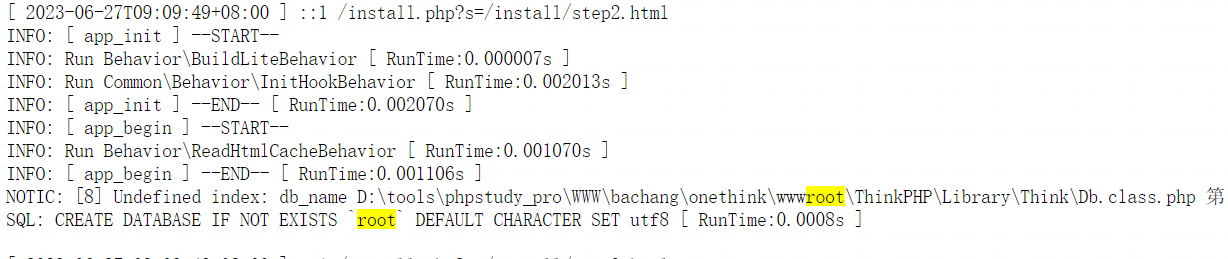 [ 2023-06-27T09:09:49+08:00 ] ::1 /install.php?s=/install/step2.html
INFO: [ app_init ] --START--
INFO: Run Behavior\BuildLiteBehavior [ RunTime:0.000007s ]
INFO: Run Common\Behavior\InitHookBehavior [ RunTime:0.002013s ]
INFO: [ app_init ] --END-- [ RunTime:0.002070s ]
INFO: [ app_begin ] --START--
INFO: Run Behavior\ReadHtmlCacheBehavior [ RunTime:0.001070s ]
INFO: [ app_begin ] --END-- [ RunTime:0.001106s ]
NOTIC: [8] Undefined index: db_name D:\tools\phpstudy_pro\WWW\bachang\onethink\wwwroot\ThinkPHP\Library\Think\Db.class.php 第
SQL: CREATE DATABASE IF NOT EXISTS `root` DEFAULT CHARACTER SET utf8 [ RunTime:0.0008s ]